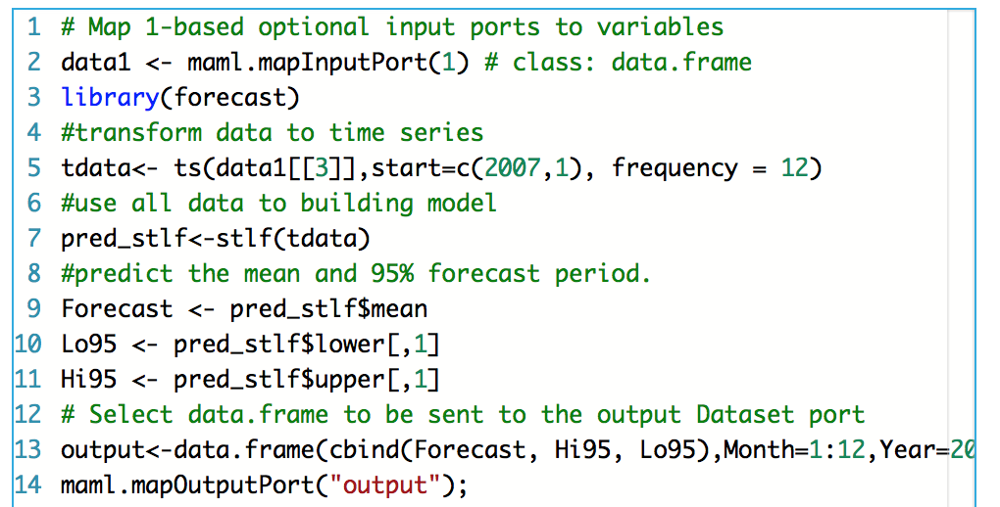 1 # Map 1-based optional input ports to variables
2 data1 <- maml.mapInputPort(1) # class: data.frame
3 library(forecast)
4 #transform data to time series
5 tdata<- ts(data1[[3]],start=c(2007,1), frequency = 12)
6 #use all data to building model
7 pred_stlf<-stlf(tdata)
8 #predict the mean and 95% forecast period.
9 Forecast <- pred_stlf$mean
10 Lo95 <- pred_stlf$lower[,1]
11 Hi95 <- pred_stlf$upper[,1]
12 # Select data.frame to be sent to the output Dataset port
13 output<-data.frame(cbind(Forecast, Hi95, Lo95),Month=1:12,Year=20
14 maml.mapOutputPort("output");